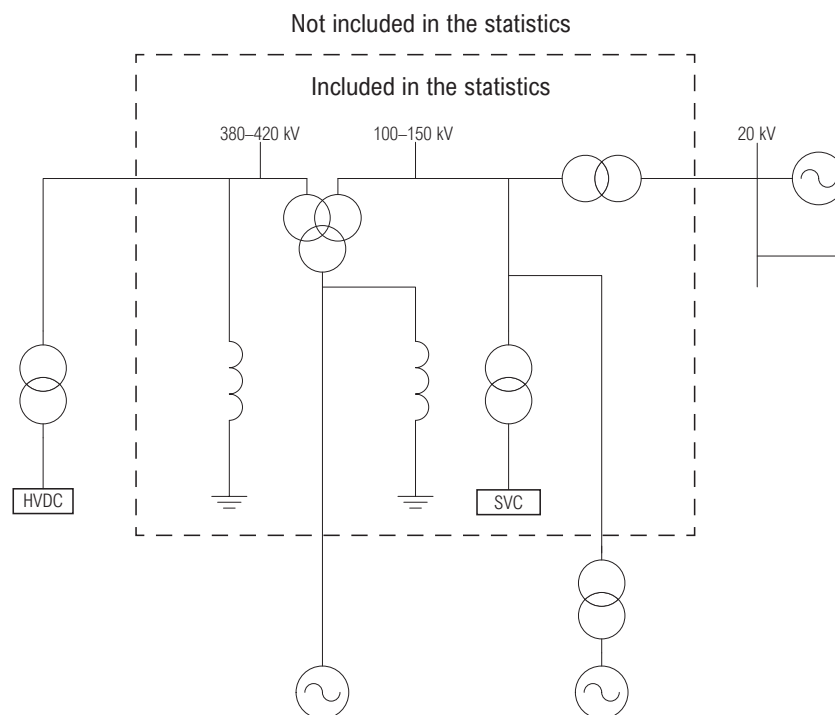 Not included in the statistics
Included in the statistics
380–420 kV
100–150 kV
20 kV
HVDC
SVC